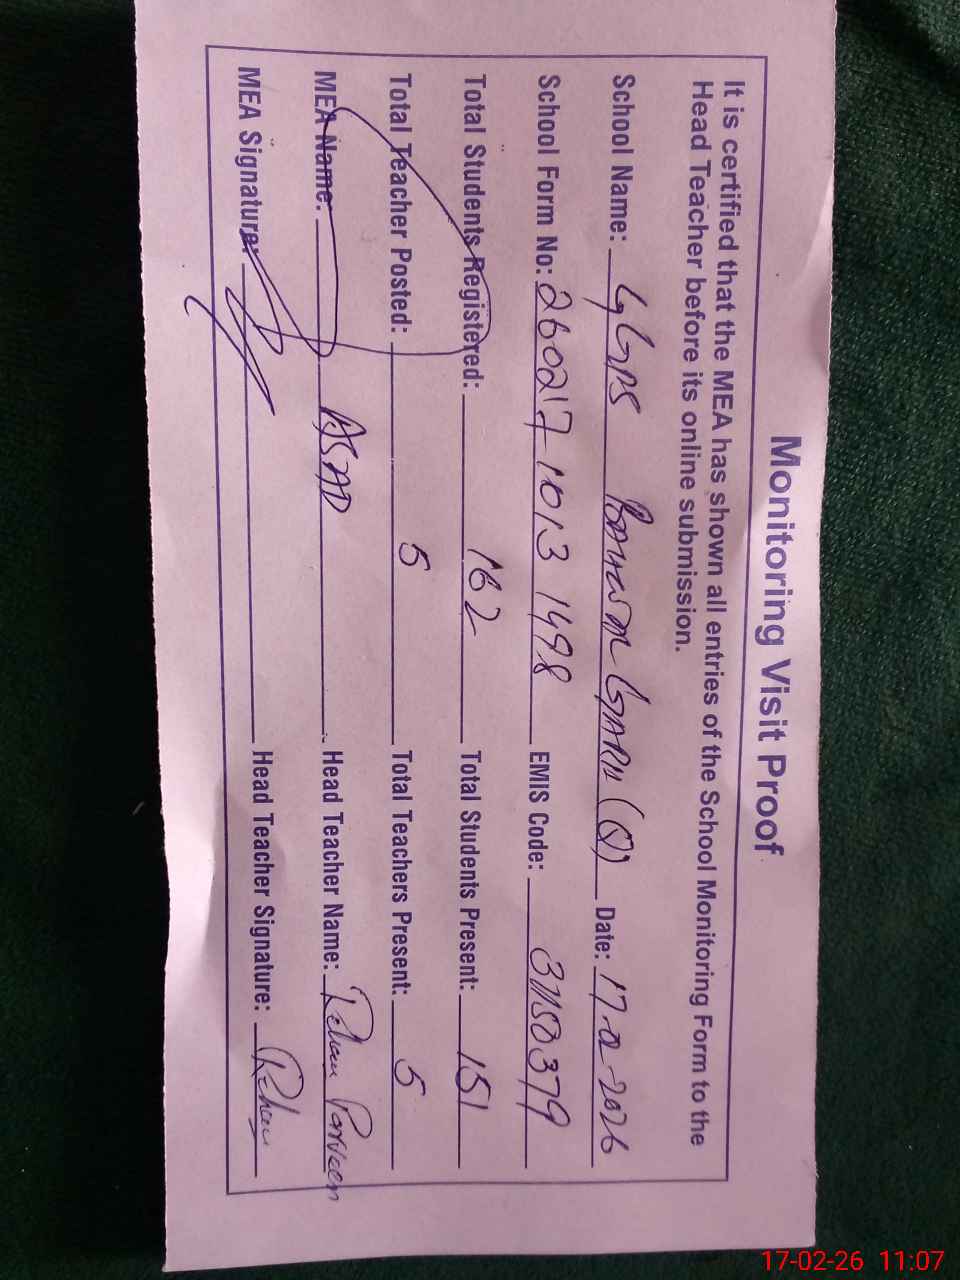 Monitoring Visit Proof
It is certified that the MEA has shown all entries of the School Monitoring Form to the
Head Teacher before its online submission.
School Name: GGPS (Q) Date: 17-02-2026
School Form No: 260217-1013 1498 EMIS Code: 31150379
Total Students Registered: 162 Total Students Present: 151
Total Teacher Posted: 5 Total Teachers Present: 5
MEA Name: ASAD Head Teacher Name: Rehana Parveen
MEA Signature: Head Teacher Signature:
17-02-26 11:07